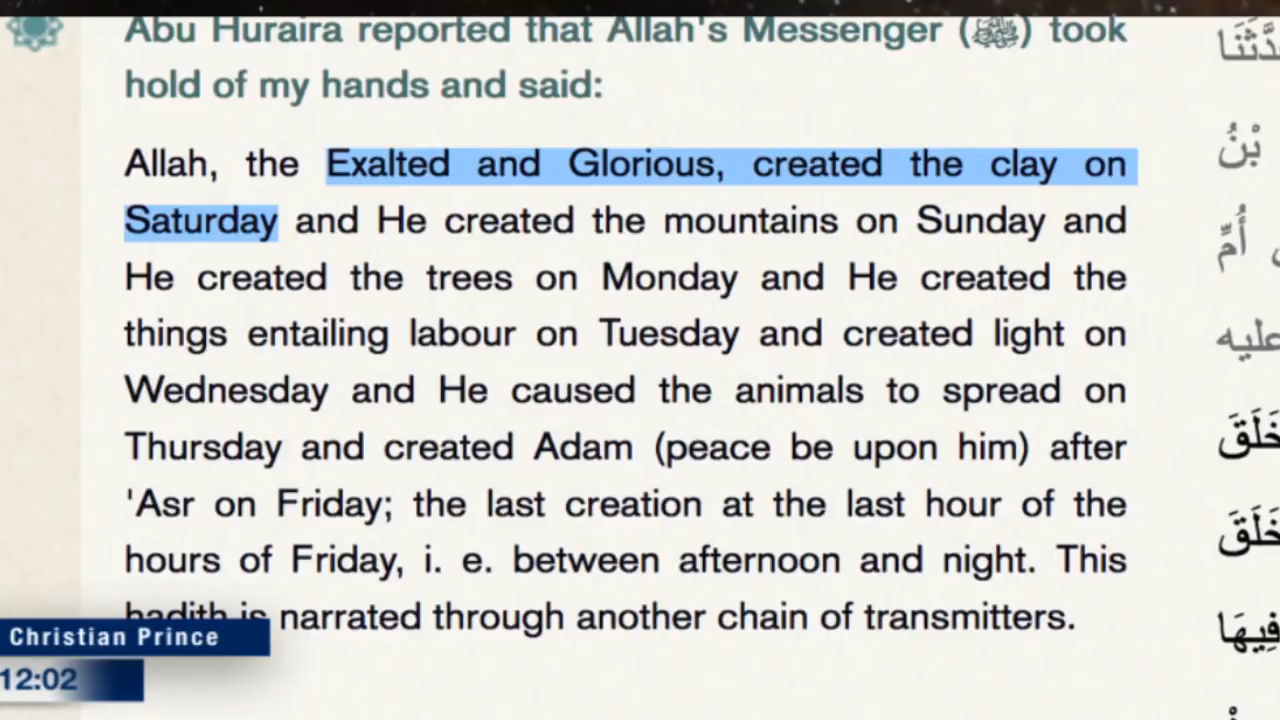 Abu Huraira reported that Allah's Messenger (ﷺ) took
hold of my hands and said:
Allah, the Exalted and Glorious, created the clay on
Saturday and He created the mountains on Sunday and
He created the trees on Monday and He created the
things entailing labour on Tuesday and created light on
Wednesday and He caused the animals to spread on
Thursday and created Adam (peace be upon him) after
'Asr on Friday; the last creation at the last hour of the
hours of Friday, i. e. between afternoon and night. This
hadith is narrated through another chain of transmitters.
بْنُ
أُمِّ
عليه
خَلَقَ
خَلَقَ
فِيهَا
Christian Prince
12:02